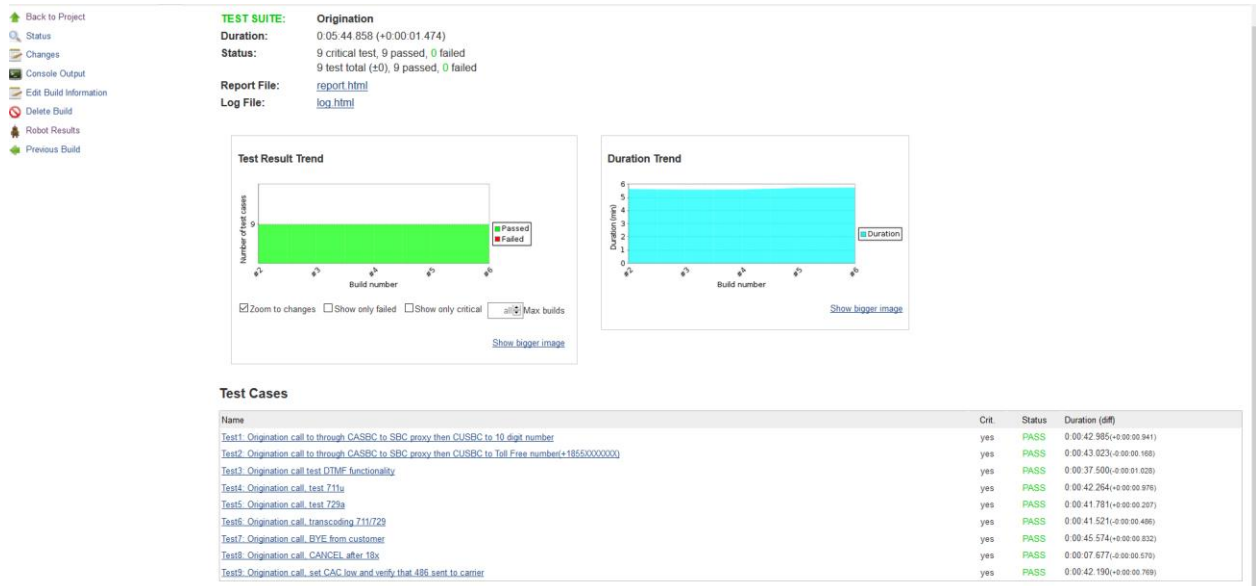 Back to Project
Status
Changes
Console Output
Edit Build Information
Delete Build
Robot Results
Previous Build
TEST SUITE: Origination
Duration: 0:05:44.858 (+0:00:01.474)
Status: 9 critical test, 9 passed, 0 failed
9 test total (±0), 9 passed, 0 failed
Report File: report.html
Log File: log.html
Test Result Trend
Number of test cases
9
Passed
Failed
#2 #3 #4 #5 #6
Build number
Zoom to changes Show only failed Show only critical all Max builds
Show bigger image
Duration Trend
Duration (min)
6
5
4
3
2
1
0
Duration
#2 #3 #4 #5 #6
Build number
Show bigger image
Test Cases
Name Crit. Status Duration (diff)
Test1: Origination call to through CASBC to SBC proxy then CUSBC to 10 digit number yes PASS 0:00:42.985(+0:00:00.941)
Test2: Origination call to through CASBC to SBC proxy then CUSBC to Toll Free number(+1855XXXXXXX) yes PASS 0:00:43.023(-0:00:00.168)
Test3: Origination call test DTMF functionality yes PASS 0:00:37.500(-0:00:01.028)
Test4: Origination call, test 711u yes PASS 0:00:42.264(+0:00:00.976)
Test5: Origination call, test 729a yes PASS 0:00:41.781(+0:00:00.207)
Test6: Origination call, transcoding 711/729 yes PASS 0:00:41.521(-0:00:00.486)
Test7: Origination call, BYE from customer yes PASS 0:00:45.574(+0:00:00.832)
Test8: Origination call, CANCEL after 18x yes PASS 0:00:07.677(-0:00:00.570)
Test9: Origination call, set CAC low and verify that 486 sent to carrier yes PASS 0:00:42.190(+0:00:00.769)